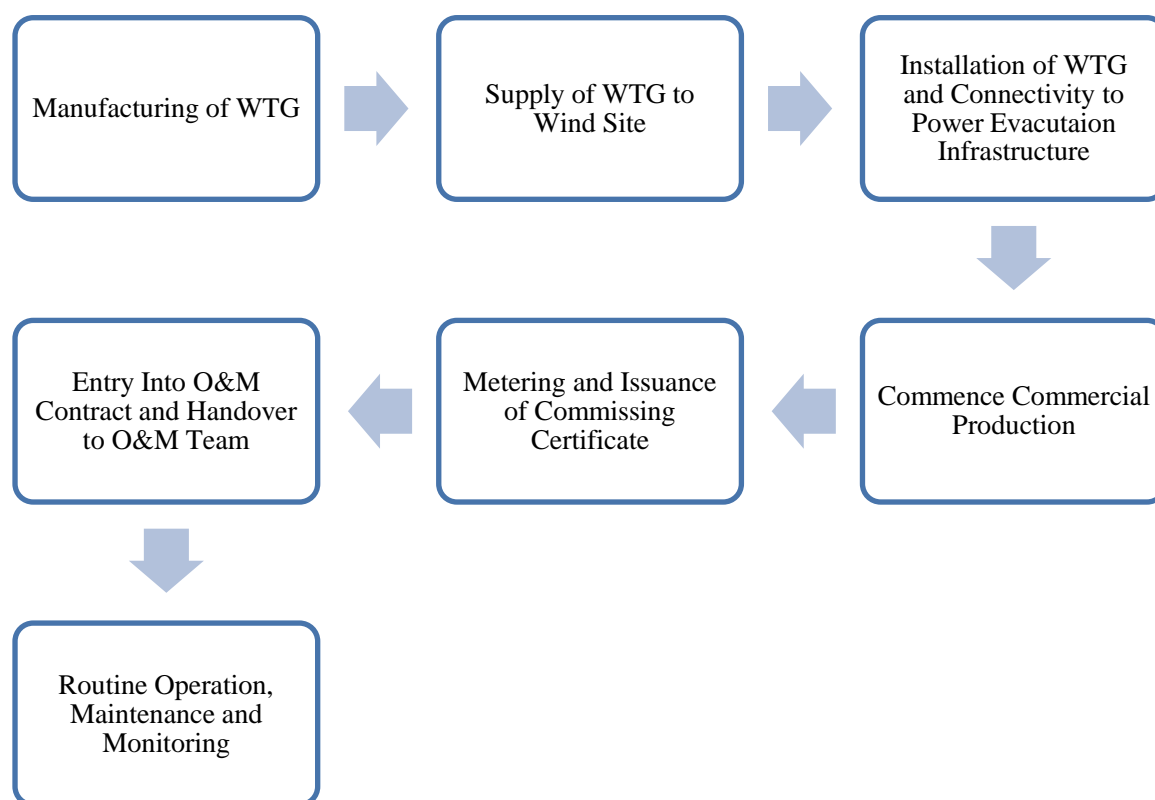 Manufacturing of WTG
Supply of WTG to
Wind Site
Installation of WTG
and Connectivity to
Power Evacutaion
Infrastructure
Commence Commercial
Production
Metering and Issuance
of Commissing
Certificate
Entry Into O&M
Contract and Handover
to O&M Team
Routine Operation,
Maintenance and
Monitoring